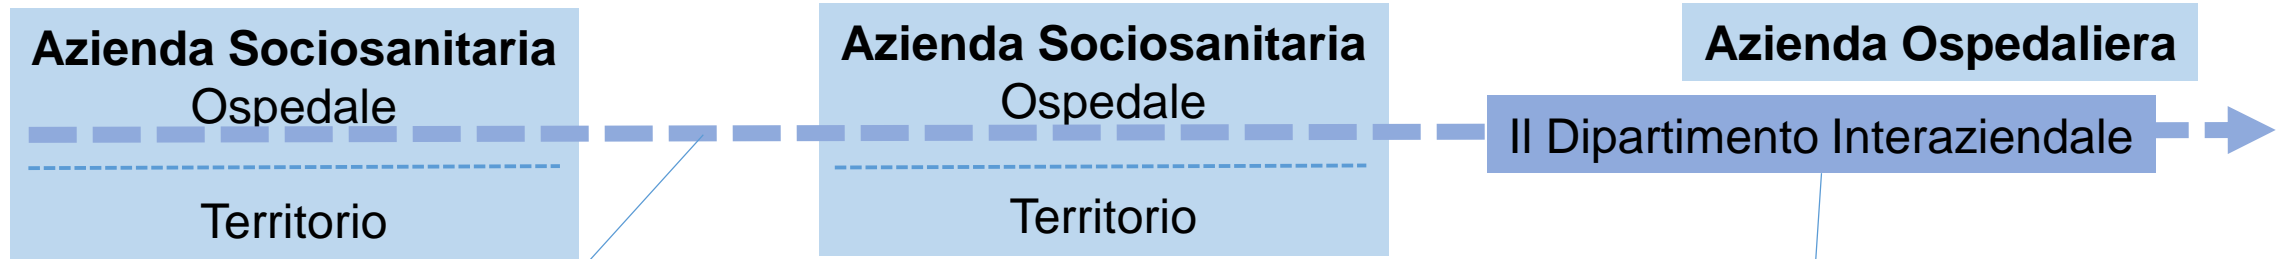 Azienda Sociosanitaria
Ospedale
Territorio
Azienda Sociosanitaria
Ospedale
Territorio
Azienda Ospedaliera
Il Dipartimento Interaziendale